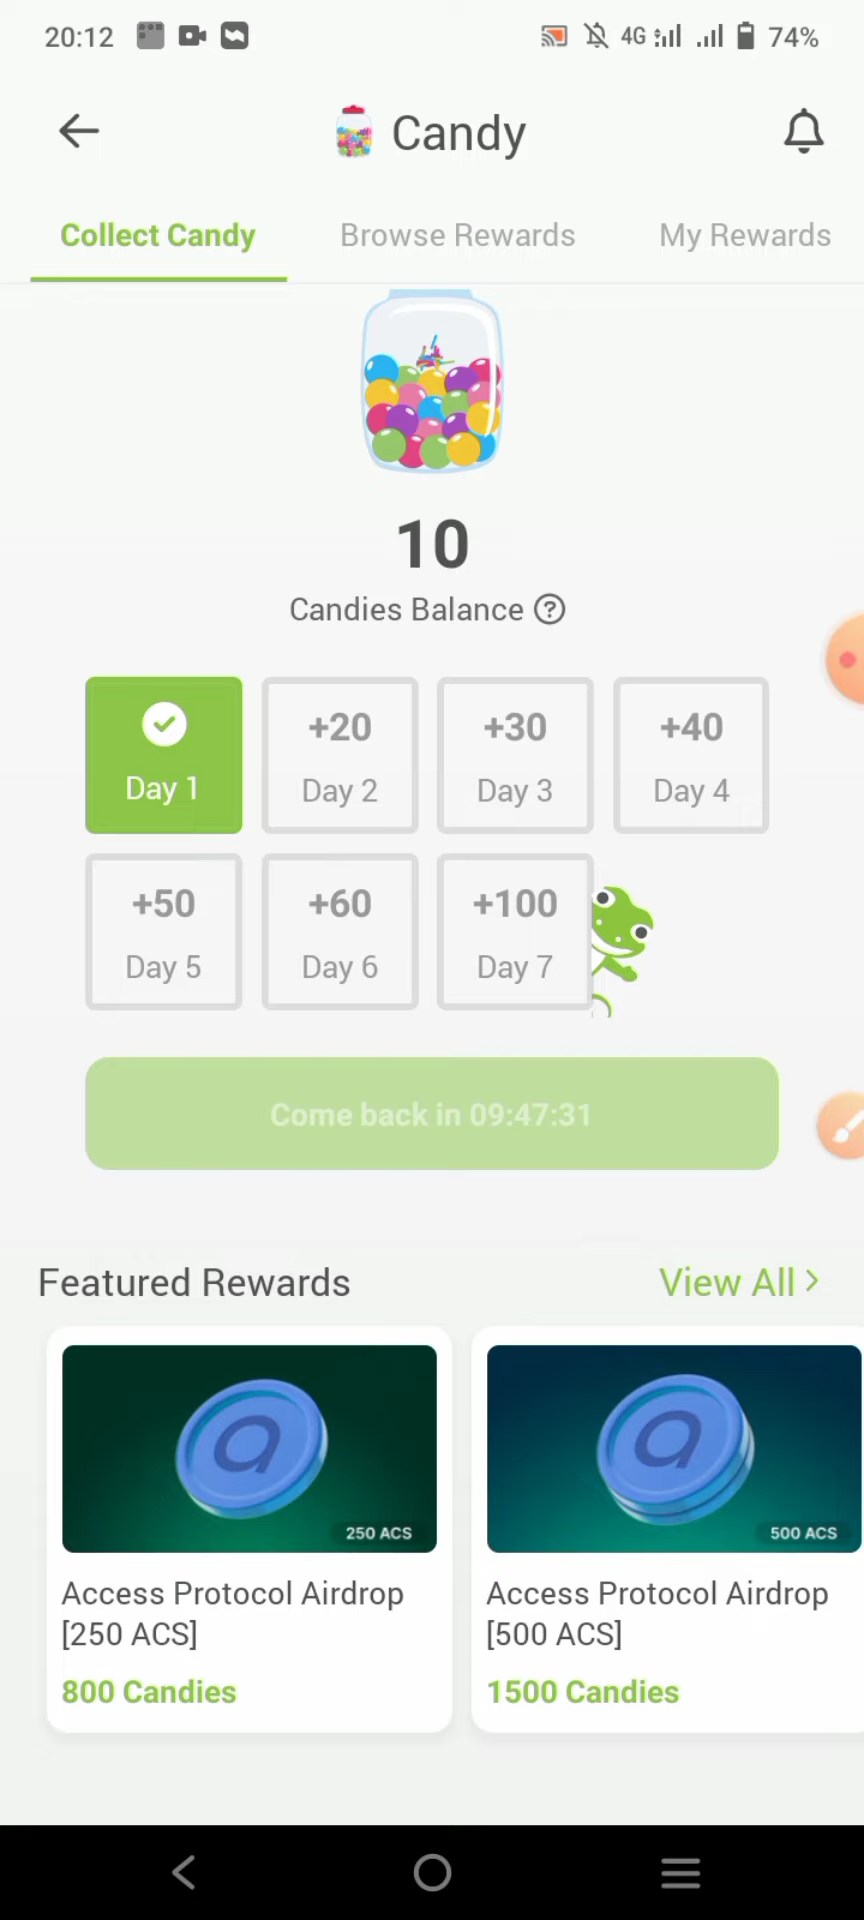 20:12 4G 74%
Candy
Collect Candy Browse Rewards My Rewards
10
Candies Balance ?
+20 +30 +40
Day 1 Day 2 Day 3 Day 4
+50 +60 +100
Day 5 Day 6 Day 7
Come back in 09:47:31
Featured Rewards View All >
a a
250 ACS 500 ACS
Access Protocol Airdrop Access Protocol Airdrop
[250 ACS] [500 ACS]
800 Candies 1500 Candies